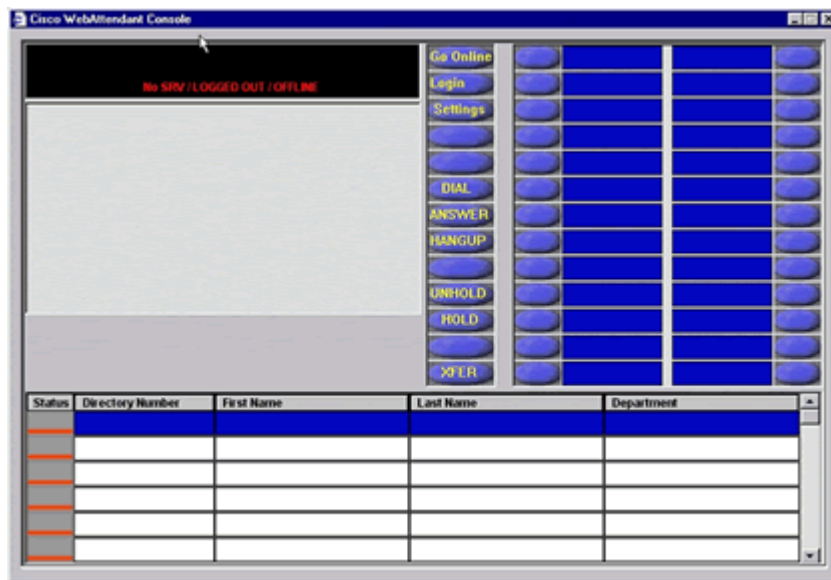 Cisco WebAttendant Console
No SRV / LOGGED OUT / OFFLINE
Go Online
Login
Settings
DIAL
ANSWER
HANGUP
UNHOLD
HOLD
XFER
Status Directory Number First Name Last Name Department